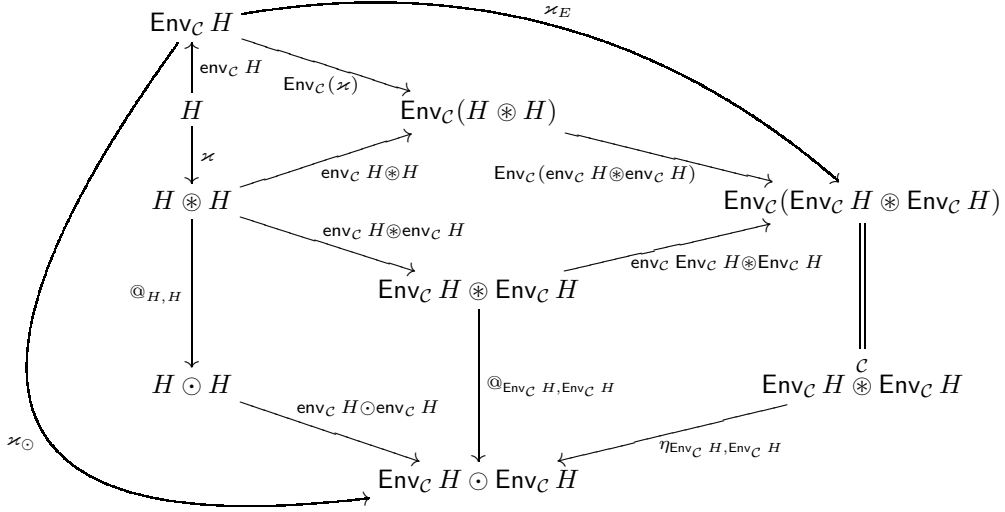 ϰ_E
Env_𝒞 H
env_𝒞 H
Env_𝒞(ϰ)
H
Env_𝒞(H ⊛ H)
ϰ
env_𝒞 H⊛H
Env_𝒞(env_𝒞 H⊛env_𝒞 H)
H ⊛ H
Env_𝒞(Env_𝒞 H ⊛ Env_𝒞 H)
env_𝒞 H⊛env_𝒞 H
env_𝒞 Env_𝒞 H⊛Env_𝒞 H
@_{H,H}
Env_𝒞 H ⊛ Env_𝒞 H
H ⊙ H
@_{Env_𝒞 H,Env_𝒞 H}
Env_𝒞 H \overset{𝒞}{⊛} Env_𝒞 H
env_𝒞 H⊙env_𝒞 H
ϰ_⊙
η_{Env_𝒞 H,Env_𝒞 H}
Env_𝒞 H ⊙ Env_𝒞 H